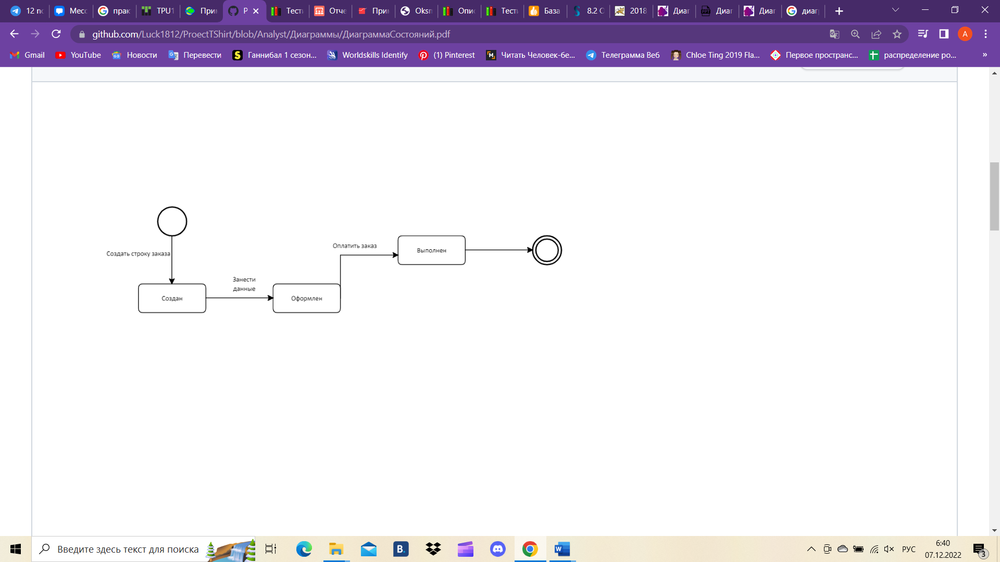 12 nc
Месс
прак
TPU1
При
P
Тести
Отче
При
Oksm
Опис
Тести
База
8.2 С
2018
Диаг
Диаг
Диаг
диагр
github.com/Luck1812/ProectTShirt/blob/Analyst/Диаграммы/ДиаграммаСостояний.pdf
A
Gmail
YouTube
Новости
Перевести
Ганнибал 1 сезон...
Worldskills Identify
(1) Pinterest
Читать Человек-бе...
Телеграмма Веб
Chloe Ting 2019 Fla...
Первое пространс...
распределение ро...
»
Создать строку заказа
Создан
Занести
данные
Оформлен
Оплатить заказ
Выполнен
Введите здесь текст для поиска
B.
РУС
6:40
07.12.2022
3